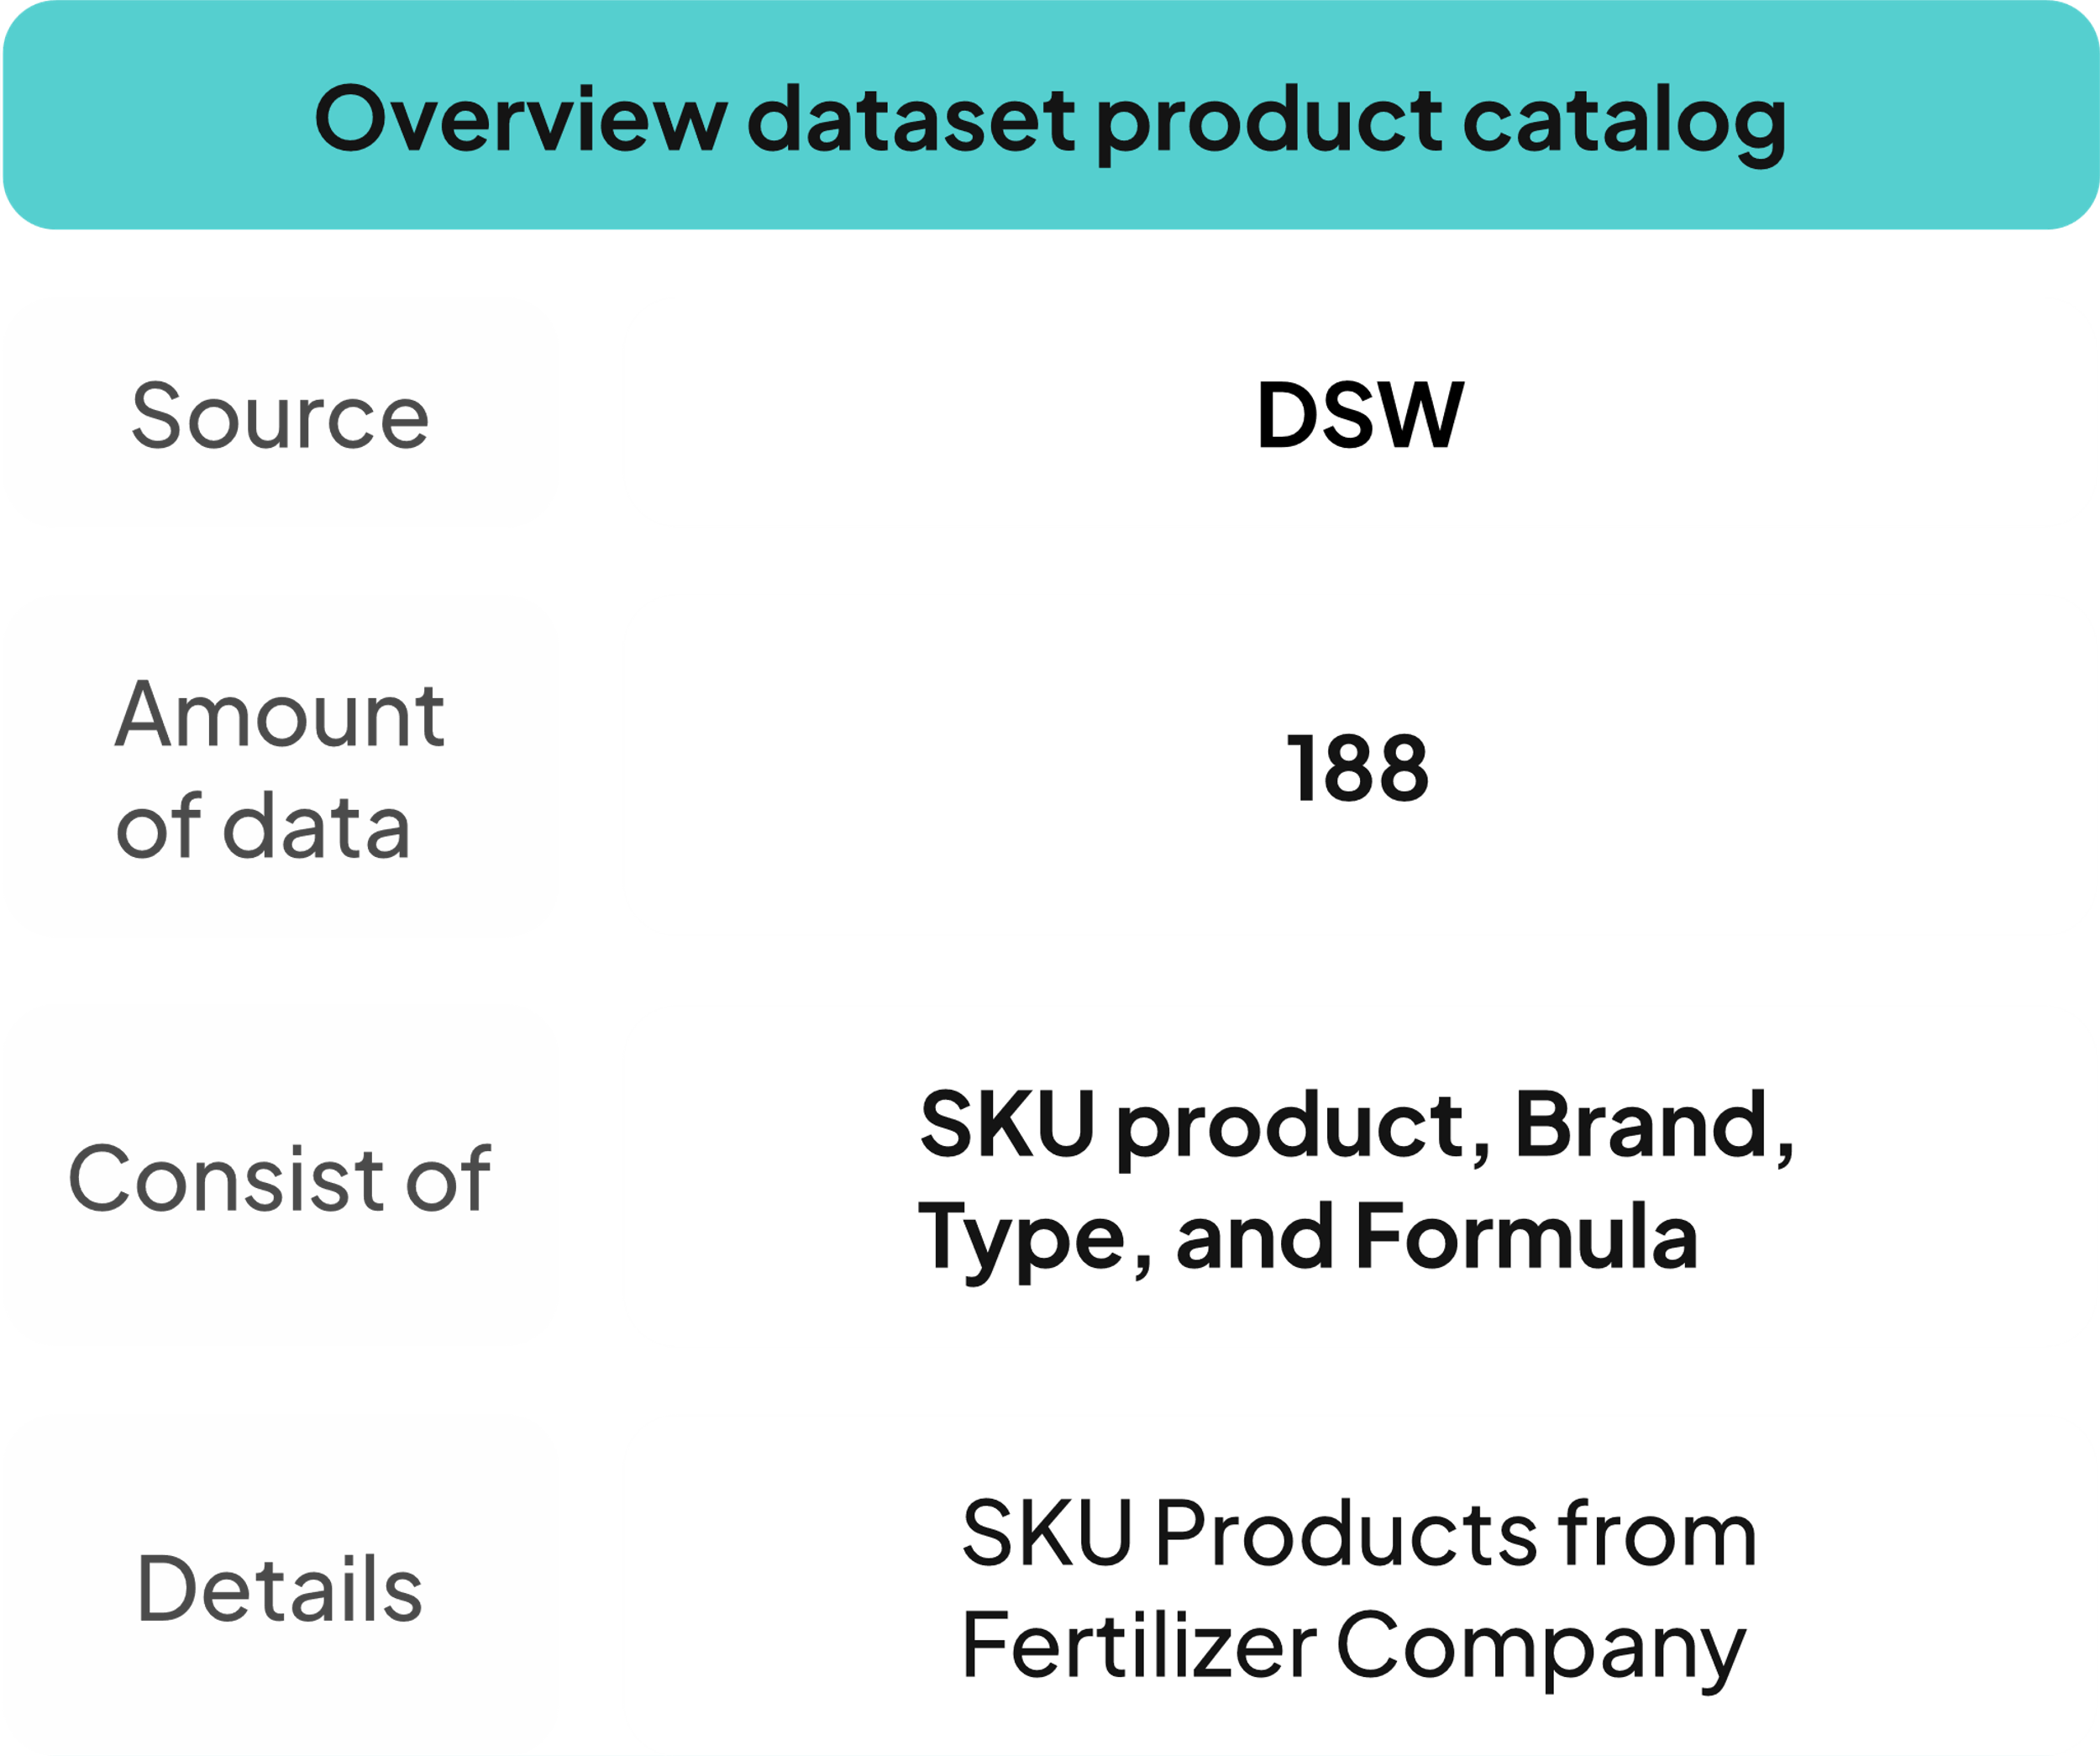 Overview dataset product catalog
Source
DSW
Amount
of data
188
Consist of
SKU product, Brand,
Type, and Formula
Details
SKU Products from
Fertilizer Company